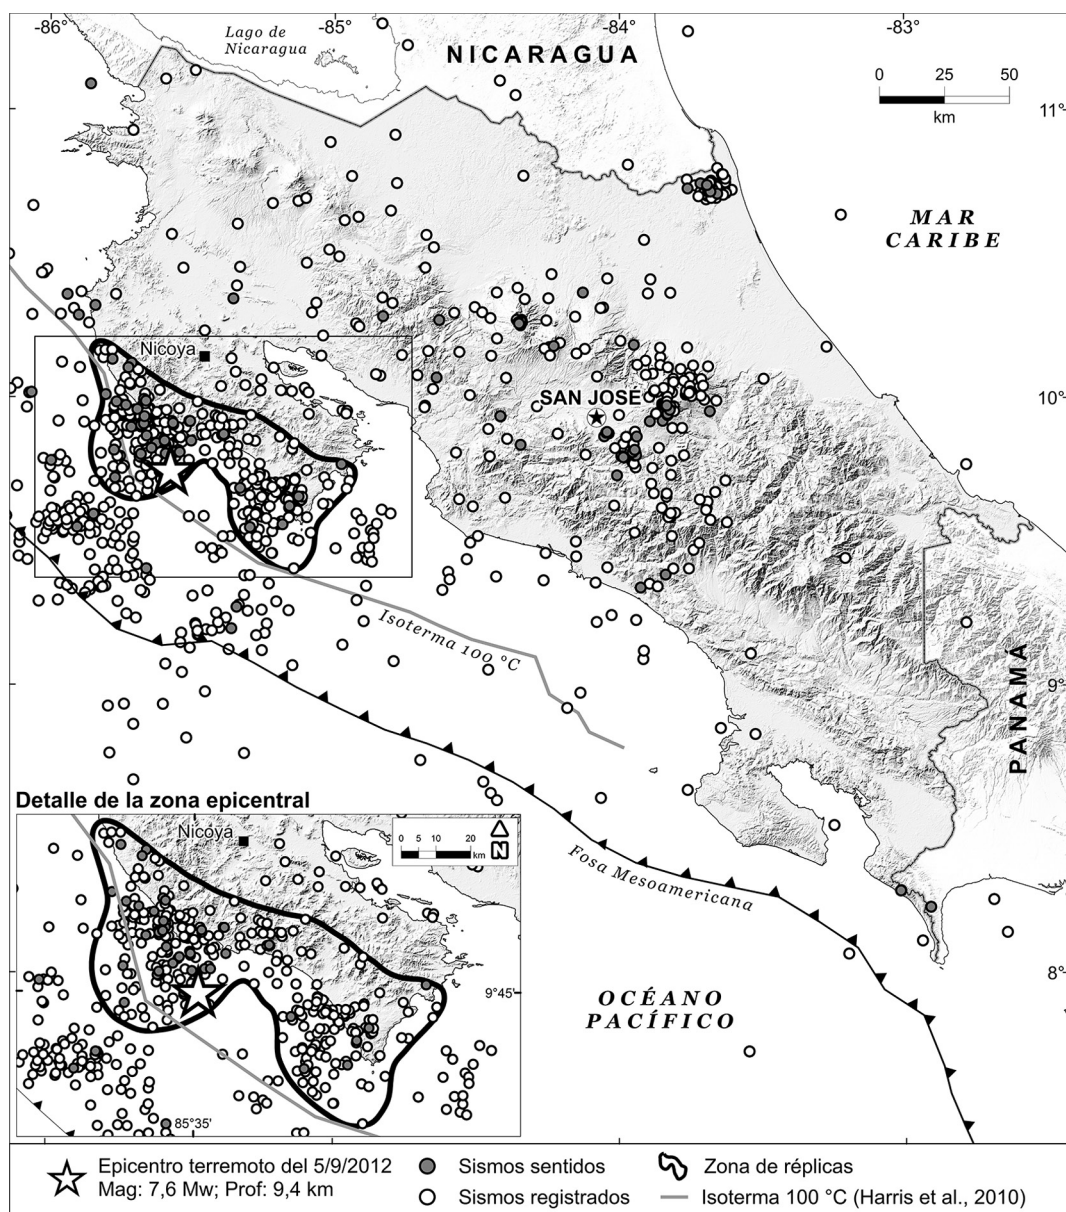 -86°
-85°
-84°
-83°
Lago de
Nicaragua
NICARAGUA
0 25 50
km
11°
MAR
CARIBE
Nicoya
SAN JOSÉ
10°
Isoterma 100 °C
PANAMÁ
9°
Detalle de la zona epicentral
Nicoya
0 5 10 20
km
N
Fosa Mesoamericana
9°45'
8°
OCÉANO
PACÍFICO
85°35'
Epicentro terremoto del 5/9/2012
Mag: 7,6 Mw; Prof: 9,4 km
Sismos sentidos
Sismos registrados
Zona de réplicas
Isoterma 100 °C (Harris et al., 2010)